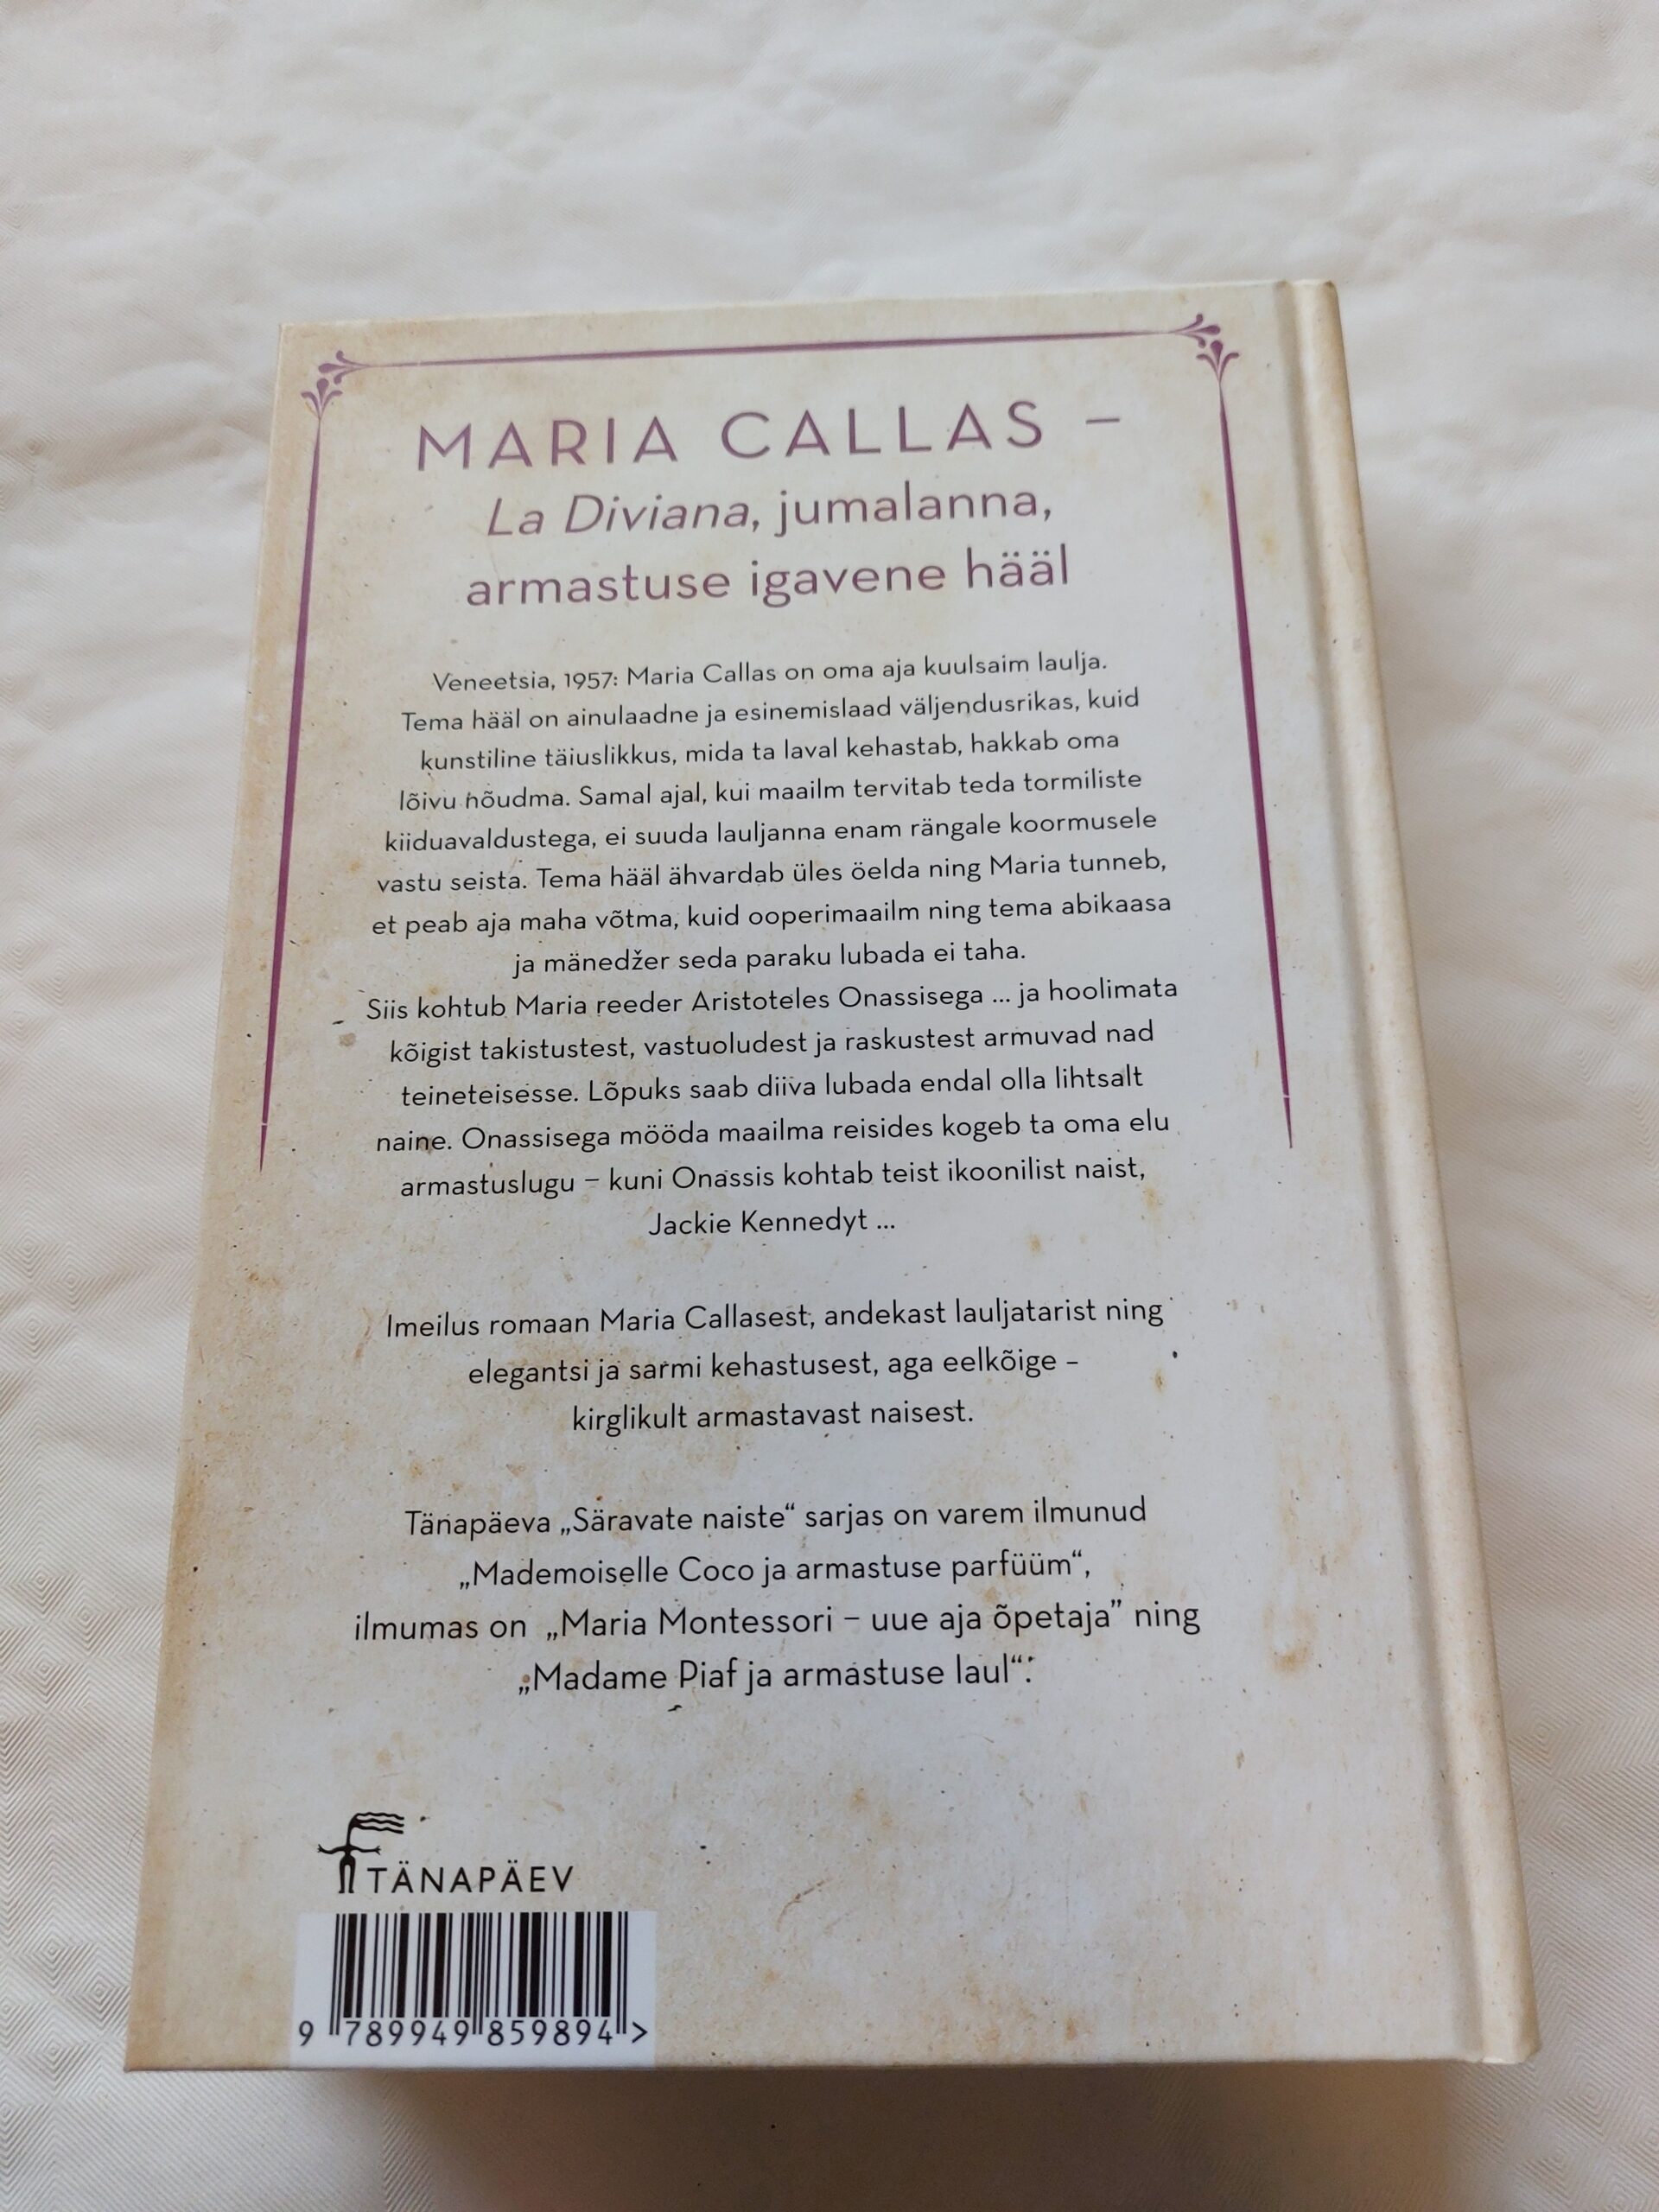 MARIA CALLAS –
La Diviana, jumalanna,
armastuse igavene hääl
Veneetsia, 1957: Maria Callas on oma aja kuulsaim laulja.
Tema hääl on ainulaadne ja esinemislaad väljendusrikas, kuid
kunstiline täiuslikkus, mida ta laval kehastab, hakkab oma
lõivu nõudma. Samal ajal, kui maailm tervitab teda tormiliste
kiiduavaldustega, ei suuda lauljanna enam rängale koormusele
vastu seista. Tema hääl ähvardab üles öelda ning Maria tunneb,
et peab aja maha võtma, kuid ooperimaailm ning tema abikaasa
ja mänedžer seda paraku lubada ei taha.
Siis kohtub Maria reeder Aristoteles Onassisega ... ja hoolimata
kõigist takistustest, vastuoludest ja raskustest armuvad nad
teineteisesse. Lõpuks saab diiva lubada endal olla lihtsalt
naine. Onassisega mööda maailma reisides kogeb ta oma elu
armastuslugu – kuni Onassis kohtab teist ikoonilist naist,
Jackie Kennedyt ...
Imeilus romaan Maria Callasest, andekast lauljatarist ning
elegantsi ja sarmi kehastusest, aga eelkõige –
kirglikult armastavast naisest.
Tänapäeva „Säravate naiste“ sarjas on varem ilmunud
„Mademoiselle Coco ja armastuse parfüüm“,
ilmumas on „Maria Montessori – uue aja õpetaja” ning
„Madame Piaf ja armastuse laul“.
TÄNAPÄEV
9 789949 859894 >